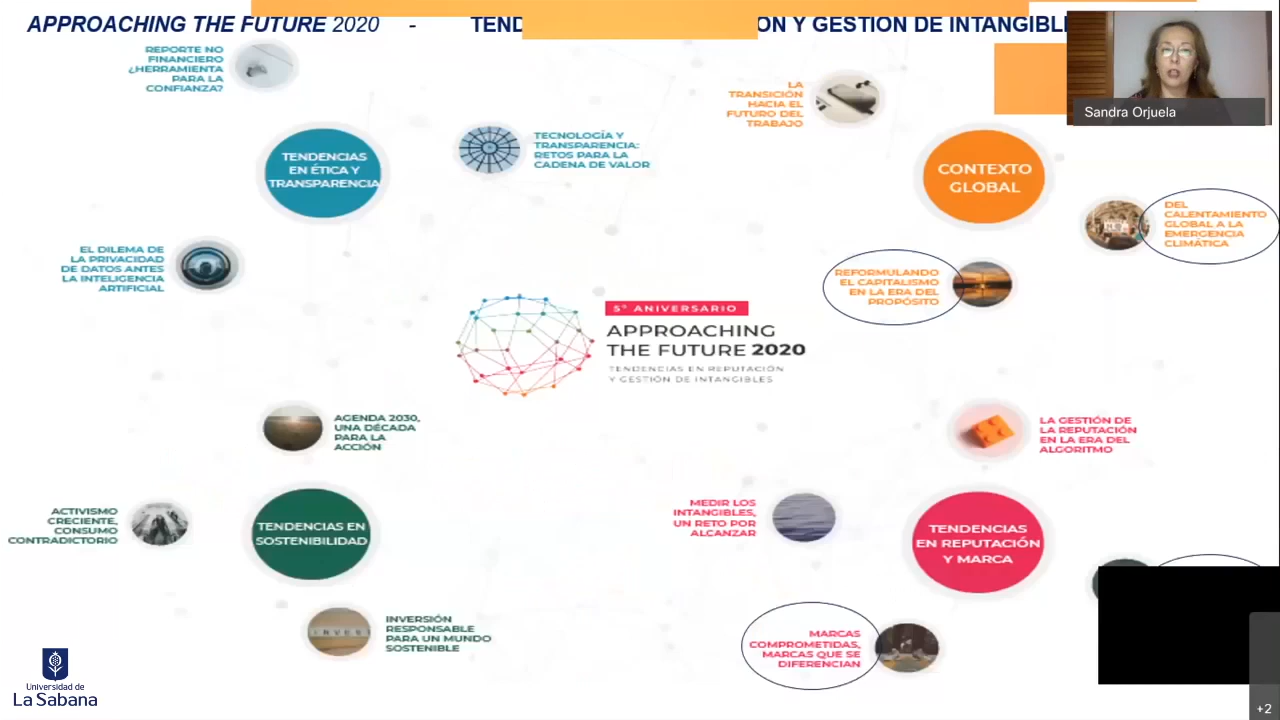 APPROACHING THE FUTURE 2020 - TEND
ON Y GESTION DE INTANGIBL
Sandra Orjuela
REPORTE NO
FINANCIERO
¿HERRAMIENTA
PARA LA
CONFIANZA?
TENDENCIAS
EN ÉTICA Y
TRANSPARENCIA
TECNOLOGÍA Y
TRANSPARENCIA:
RETOS PARA LA
CADENA DE VALOR
EL DILEMA DE
LA PRIVACIDAD
DE DATOS ANTES
LA INTELIGENCIA
ARTIFICIAL
LA
TRANSICIÓN
HACIA EL
FUTURO DEL
TRABAJO
CONTEXTO
GLOBAL
DEL
CALENTAMIENTO
GLOBAL A LA
EMERGENCIA
CLIMÁTICA
REFORMULANDO
EL CAPITALISMO
EN LA ERA DEL
PROPÓSITO
5º ANIVERSARIO
APPROACHING
THE FUTURE 2020
TENDENCIAS EN REPUTACIÓN
Y GESTIÓN DE INTANGIBLES
AGENDA 2030,
UNA DÉCADA
PARA LA
ACCIÓN
ACTIVISMO
CRECIENTE,
CONSUMO
CONTRADICTORIO
TENDENCIAS EN
SOSTENIBILIDAD
INVERSIÓN
RESPONSABLE
PARA UN MUNDO
SOSTENIBLE
LA GESTIÓN DE
LA REPUTACIÓN
EN LA ERA DEL
ALGORITMO
MEDIR LOS
INTANGIBLES,
UN RETO POR
ALCANZAR
TENDENCIAS
EN REPUTACIÓN
Y MARCA
MARCAS
COMPROMETIDAS,
MARCAS QUE SE
DIFERENCIAN
INVEST
Universidad de
La Sabana
+2